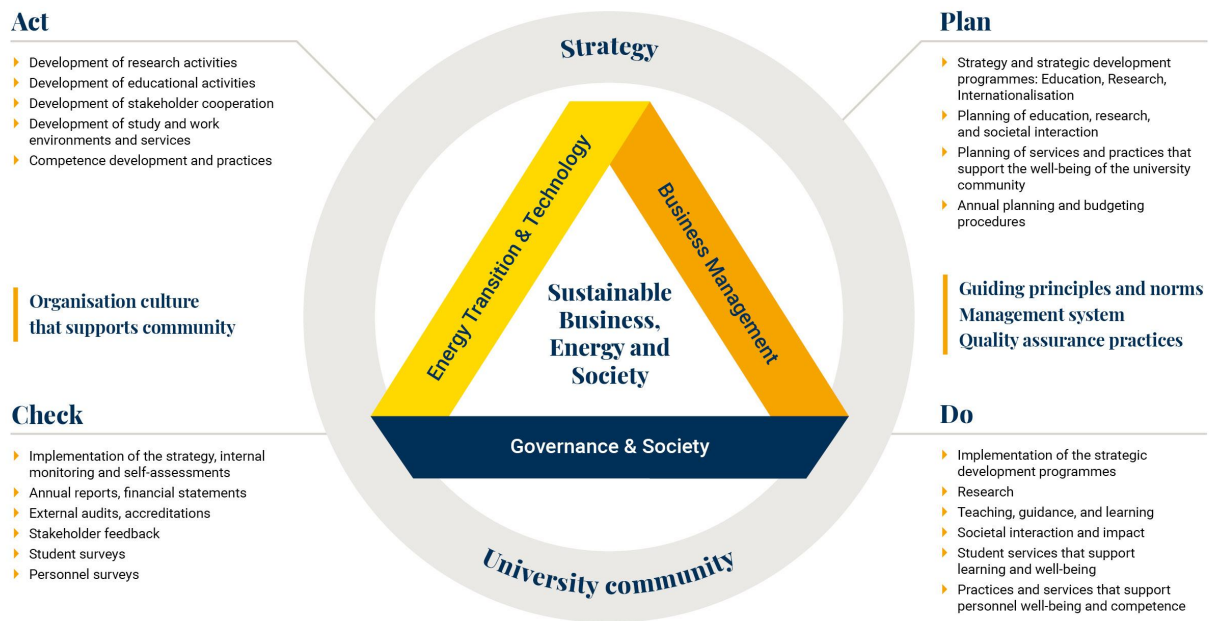 Act
Development of research activities
Development of educational activities
Development of stakeholder cooperation
Development of study and work
environments and services
Competence development and practices
Organisation culture
that supports community
Check
Implementation of the strategy, internal
monitoring and self-assessments
Annual reports, financial statements
External audits, accreditations
Stakeholder feedback
Student surveys
Personnel surveys
Strategy
Energy Transition & Technology
Business Management
Sustainable
Business,
Energy and
Society
Governance & Society
University community
Plan
Strategy and strategic development
programmes: Education, Research,
Internationalisation
Planning of education, research,
and societal interaction
Planning of services and practices that
support the well-being of the university
community
Annual planning and budgeting
procedures
Guiding principles and norms
Management system
Quality assurance practices
Do
Implementation of the strategic
development programmes
Research
Teaching, guidance, and learning
Societal interaction and impact
Student services that support
learning and well-being
Practices and services that support
personnel well-being and competence